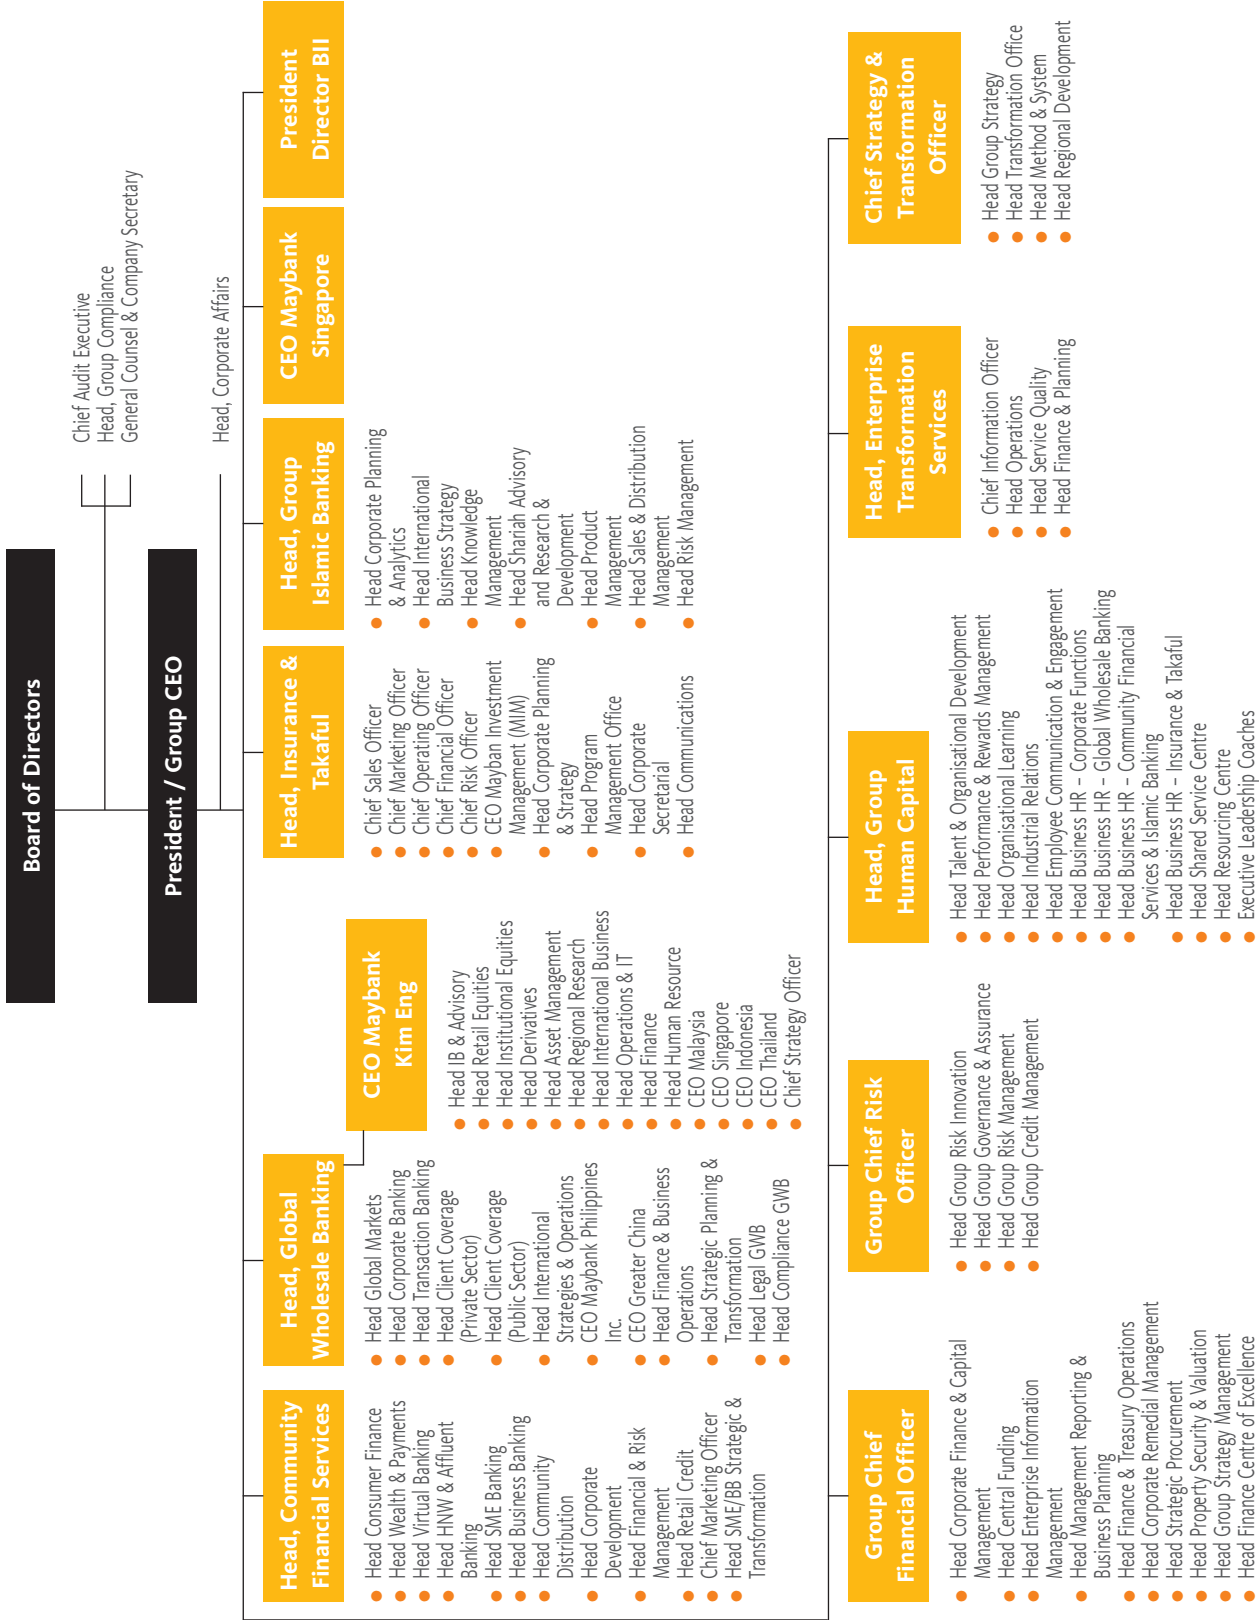 Board of Directors
Chief Audit Executive
Head, Group Compliance
General Counsel & Company Secretary
President / Group CEO
Head, Corporate Affairs
Head, Community
Financial Services
Head Consumer Finance
Head Wealth & Payments
Head Virtual Banking
Head HNW & Affluent
Banking
Head SME Banking
Head Business Banking
Head Community
Distribution
Head Corporate
Development
Head Financial & Risk
Management
Head Retail Credit
Chief Marketing Officer
Head SME/BB Strategic &
Transformation
Head, Global
Wholesale Banking
Head Global Markets
Head Corporate Banking
Head Transaction Banking
Head Client Coverage
(Private Sector)
Head Client Coverage
(Public Sector)
Head International
Strategies & Operations
CEO Maybank Philippines
Inc.
CEO Greater China
Head Finance & Business
Operations
Head Strategic Planning &
Transformation
Head Legal GWB
Head Compliance GWB
CEO Maybank
Kim Eng
Head IB & Advisory
Head Retail Equities
Head Institutional Equities
Head Derivatives
Head Asset Management
Head Regional Research
Head International Business
Head Operations & IT
Head Finance
Head Human Resource
CEO Malaysia
CEO Singapore
CEO Indonesia
CEO Thailand
Chief Strategy Officer
Head, Insurance &
Takaful
Chief Sales Officer
Chief Marketing Officer
Chief Operating Officer
Chief Financial Officer
Chief Risk Officer
CEO Mayban Investment
Management (MIM)
Head Corporate Planning
& Strategy
Head Program
Management Office
Head Corporate
Secretarial
Head Communications
Head, Group
Islamic Banking
Head Corporate Planning
& Analytics
Head International
Business Strategy
Head Knowledge
Management
Head Shariah Advisory
and Research &
Development
Head Product
Management
Head Sales & Distribution
Management
Head Risk Management
CEO Maybank
Singapore
President
Director BII
Group Chief
Financial Officer
Head Corporate Finance & Capital
Management
Head Central Funding
Head Enterprise Information
Management
Head Management Reporting &
Business Planning
Head Finance & Treasury Operations
Head Corporate Remedial Management
Head Strategic Procurement
Head Property Security & Valuation
Head Group Strategy Management
Head Finance Centre of Excellence
Group Chief Risk
Officer
Head Group Risk Innovation
Head Group Governance & Assurance
Head Group Risk Management
Head Group Credit Management
Head, Group
Human Capital
Head Talent & Organisational Development
Head Performance & Rewards Management
Head Organisational Learning
Head Industrial Relations
Head Employee Communication & Engagement
Head Business HR – Corporate Functions
Head Business HR – Global Wholesale Banking
Head Business HR – Community Financial
Services & Islamic Banking
Head Business HR – Insurance & Takaful
Head Shared Service Centre
Head Resourcing Centre
Executive Leadership Coaches
Head, Enterprise
Transformation
Services
Chief Information Officer
Head Operations
Head Service Quality
Head Finance & Planning
Chief Strategy &
Transformation
Officer
Head Group Strategy
Head Transformation Office
Head Method & System
Head Regional Development